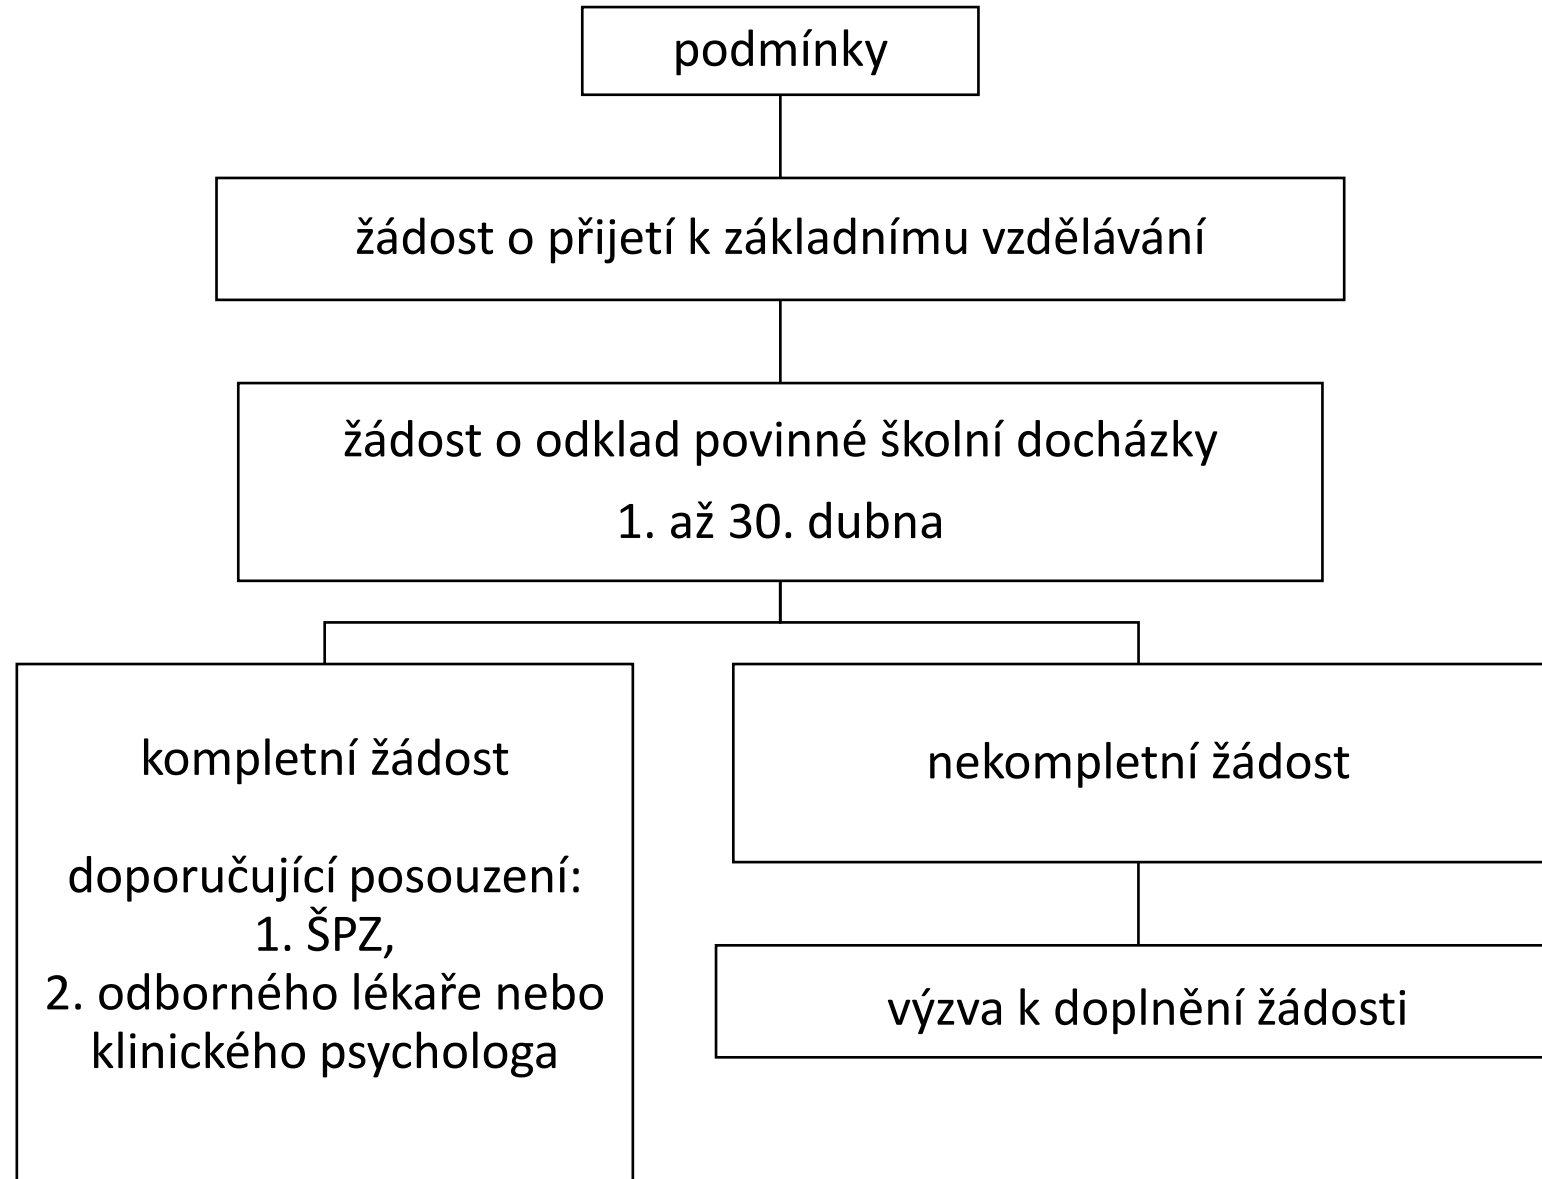 podmínky
žádost o přijetí k základnímu vzdělávání
žádost o odklad povinné školní docházky
1. až 30. dubna
kompletní žádost
doporučující posouzení:
1. ŠPZ,
2. odborného lékaře nebo
klinického psychologa
nekompletní žádost
výzva k doplnění žádosti